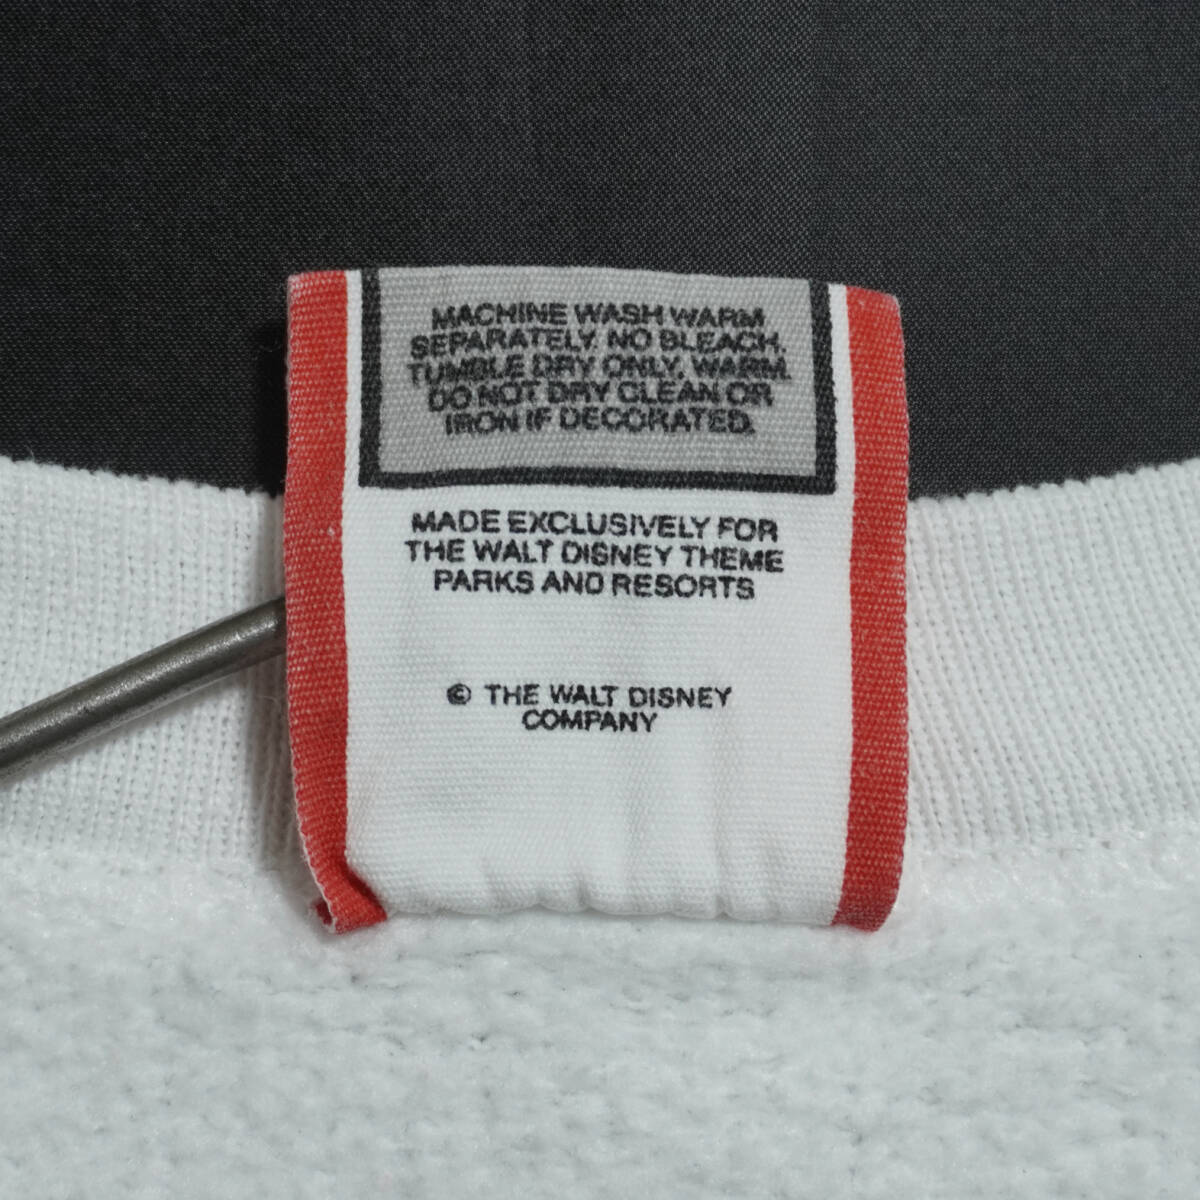 MACHINE WASH WARM
SEPARATELY. NO BLEACH.
TUMBLE DRY ONLY, WARM.
DO NOT DRY CLEAN OR
IRON IF DECORATED.
MADE EXCLUSIVELY FOR
THE WALT DISNEY THEME
PARKS AND RESORTS
© THE WALT DISNEY
COMPANY